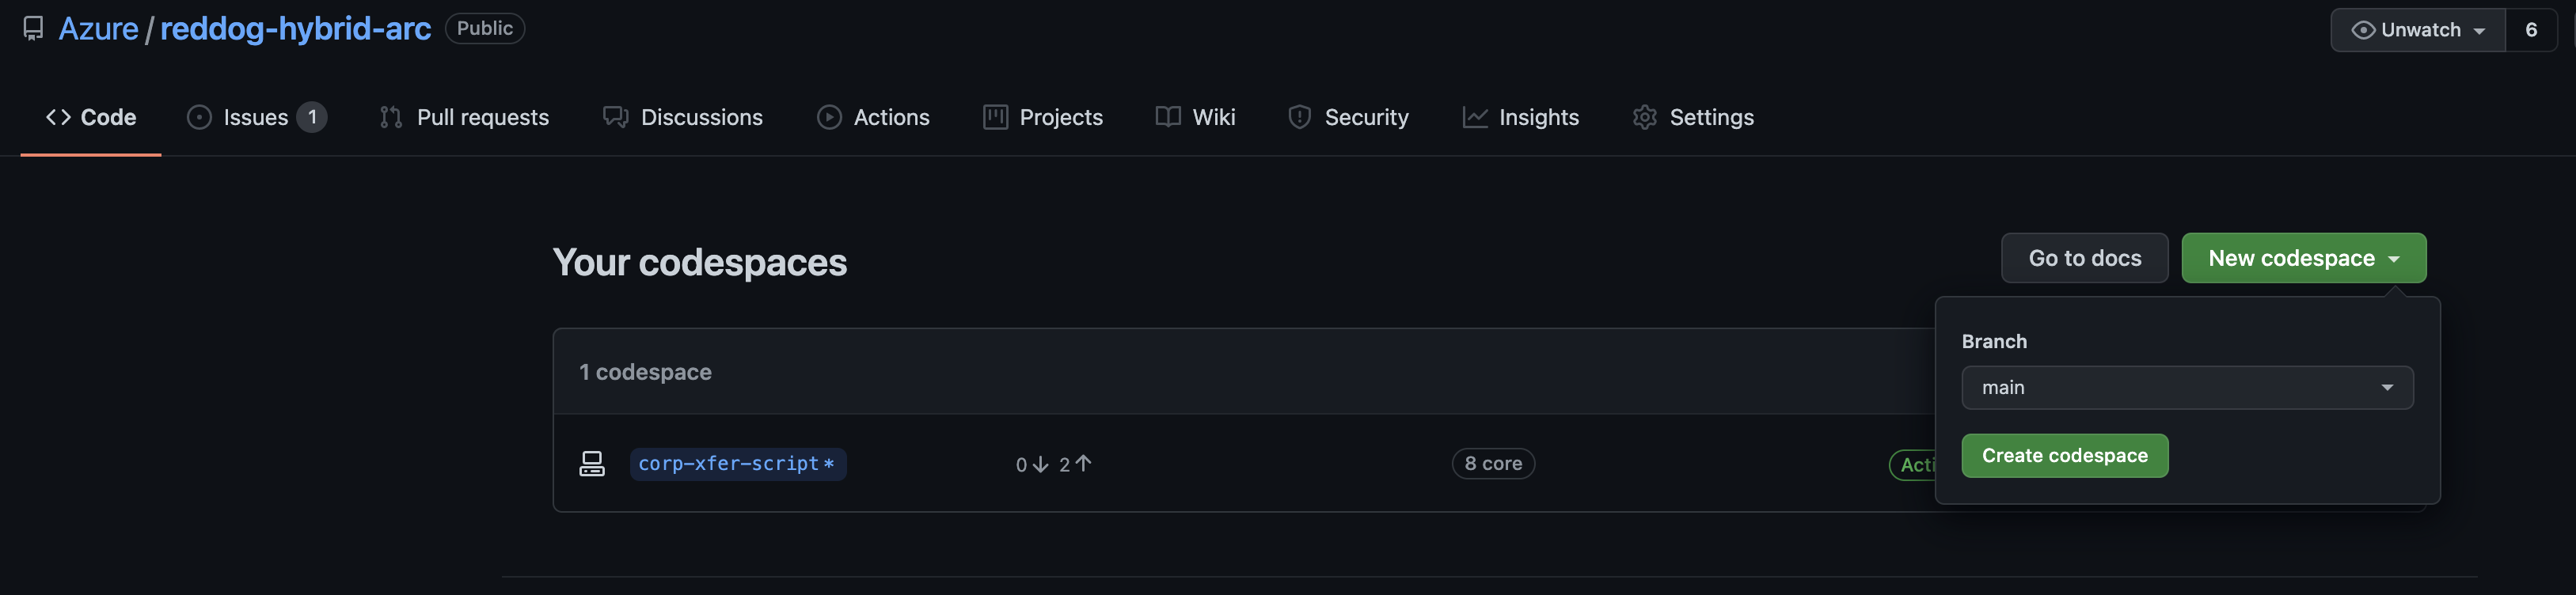 Azure / reddog-hybrid-arc Public Unwatch 6
Code Issues 1 Pull requests Discussions Actions Projects Wiki Security Insights Settings
Your codespaces Go to docs New codespace
Branch
1 codespace
main
corp-xfer-script* 0↓ 2↑ 8 core
Create codespace